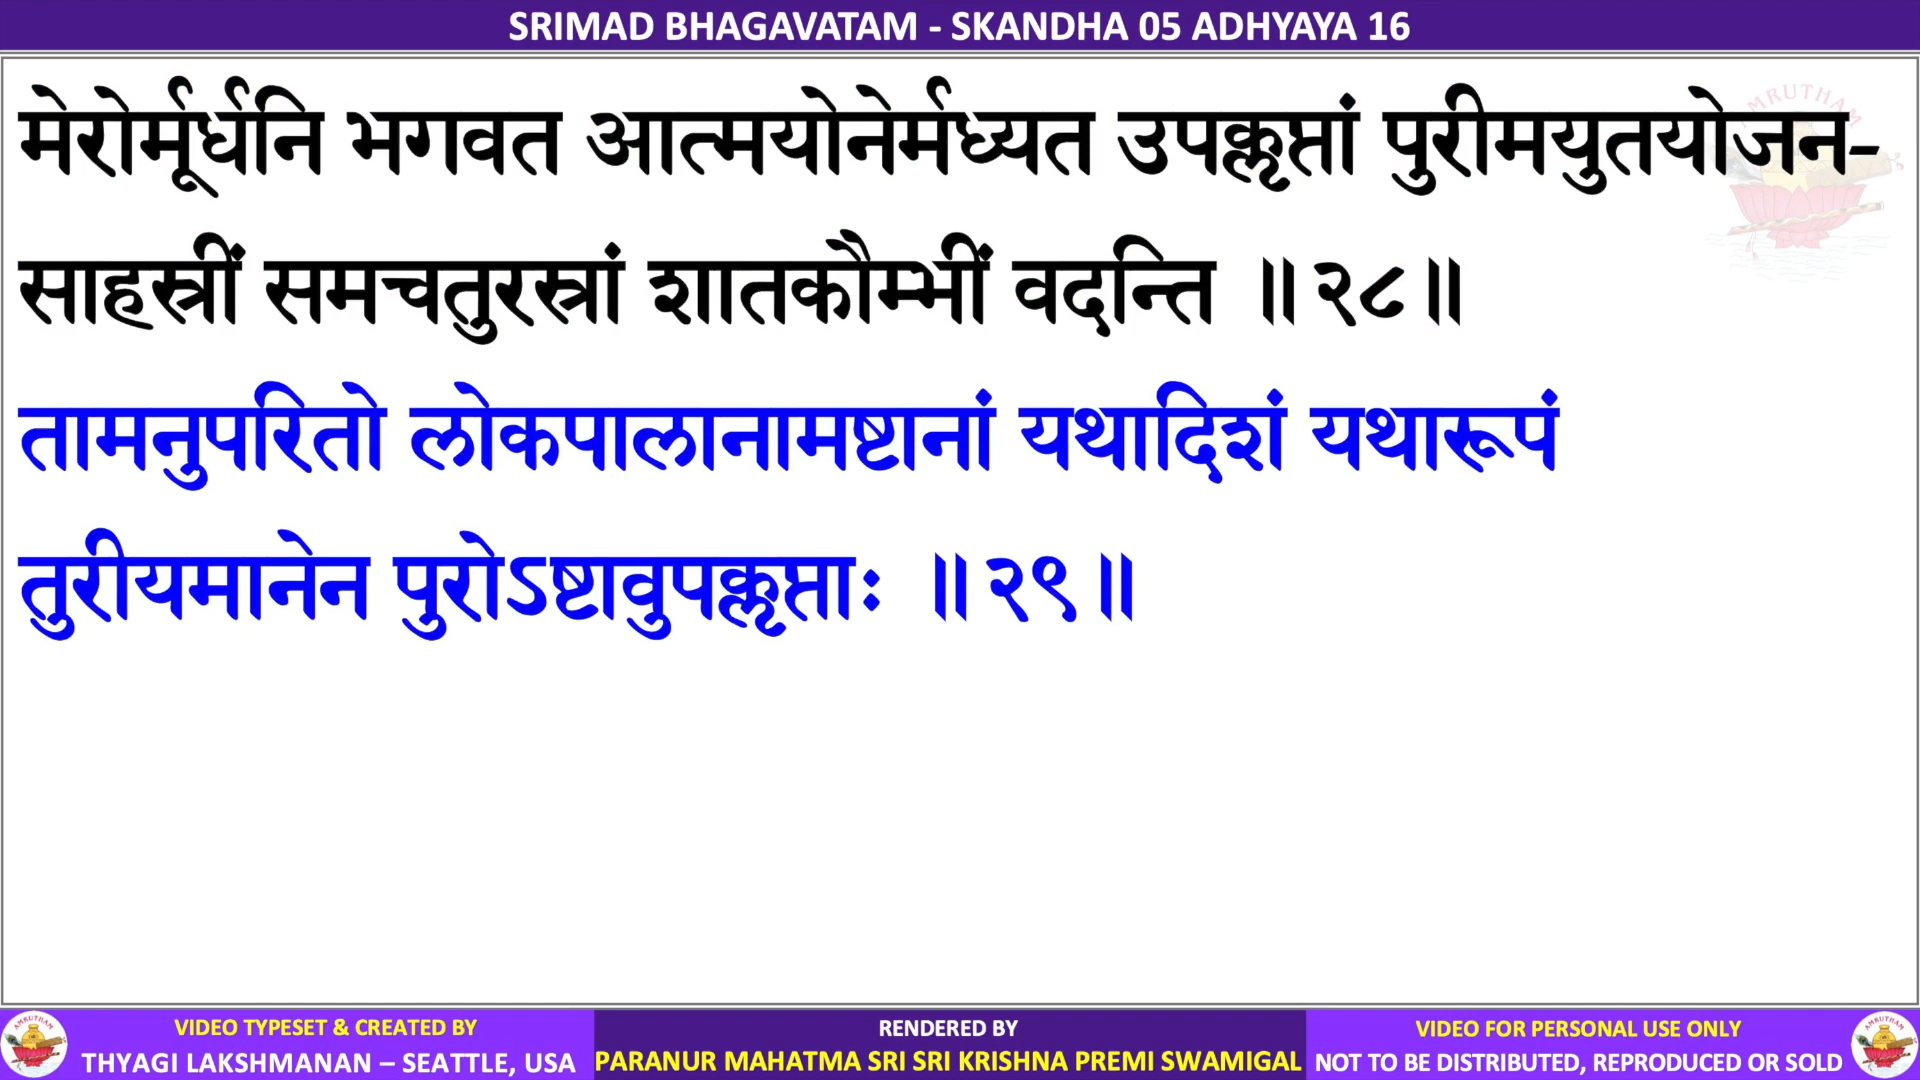 SRIMAD BHAGAVATAM - SKANDHA 05 ADHYAYA 16
मेरोर्मूर्धनि भगवत आत्मयोनेर्मध्यत उपकॢप्तां पुरीमयुतयोजन-
साहस्रीं समचतुरस्रां शातकौम्भीं वदन्ति ॥२८॥
तामनुपरितो लोकपालानामष्टानां यथादिशं यथारूपं
तुरीयमानेन पुरोऽष्टावुपकॢप्ताः ॥२९॥
VIDEO TYPESET & CREATED BY
THYAGI LAKSHMANAN – SEATTLE, USA
RENDERED BY
PARANUR MAHATMA SRI SRI KRISHNA PREMI SWAMIGAL
VIDEO FOR PERSONAL USE ONLY
NOT TO BE DISTRIBUTED, REPRODUCED OR SOLD
AMRUTHAM
AMRUTHAM